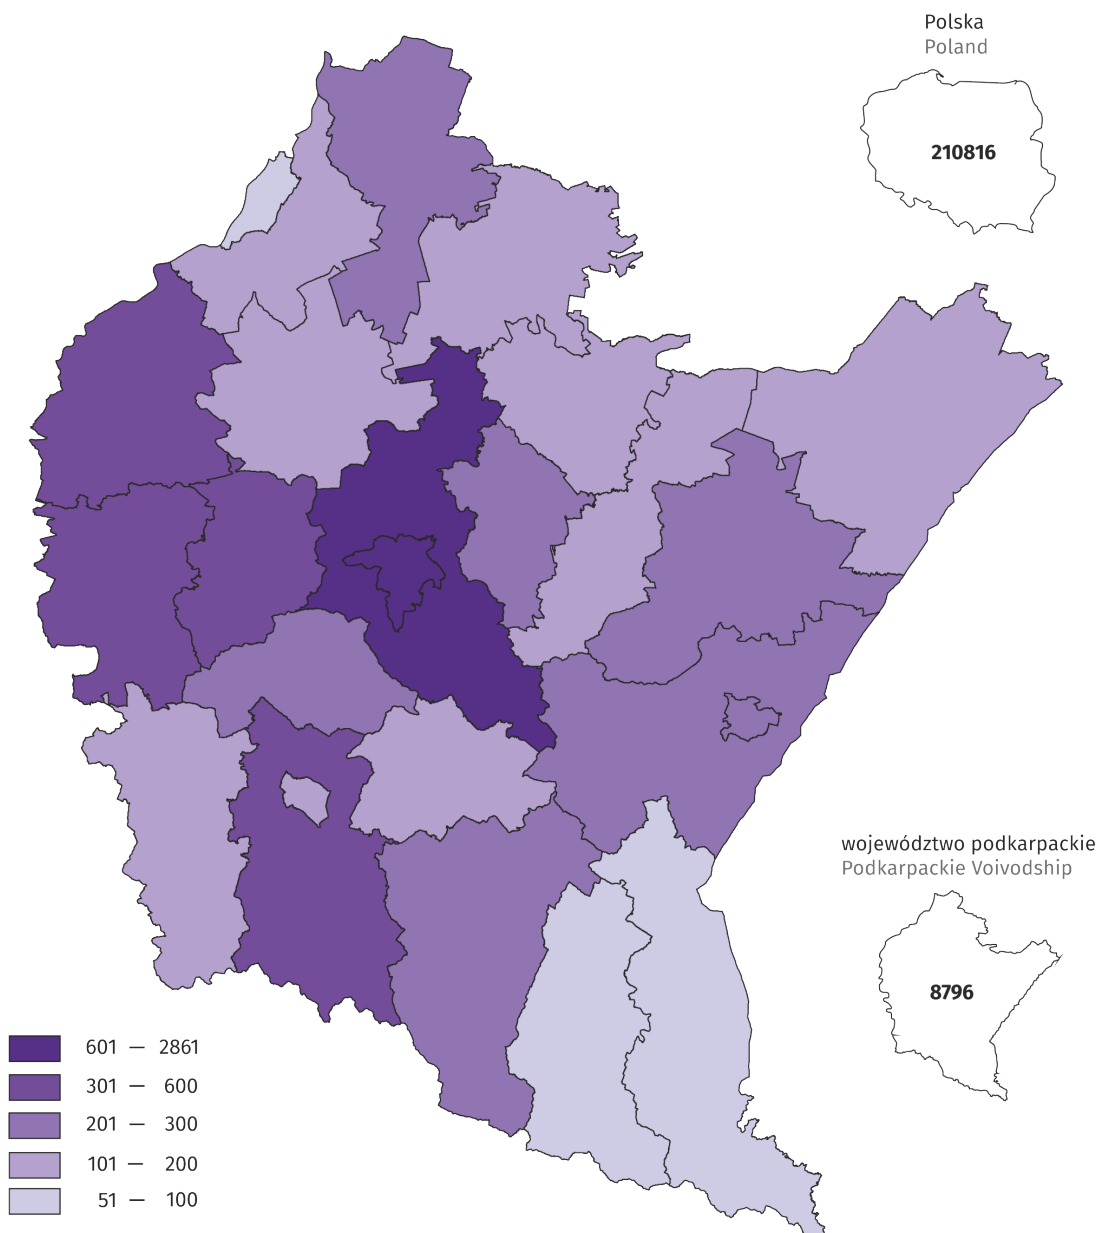 Polska
Poland
210816
województwo podkarpackie
Podkarpackie Voivodship
8796
601 — 2861
301 — 600
201 — 300
101 — 200
51 — 100